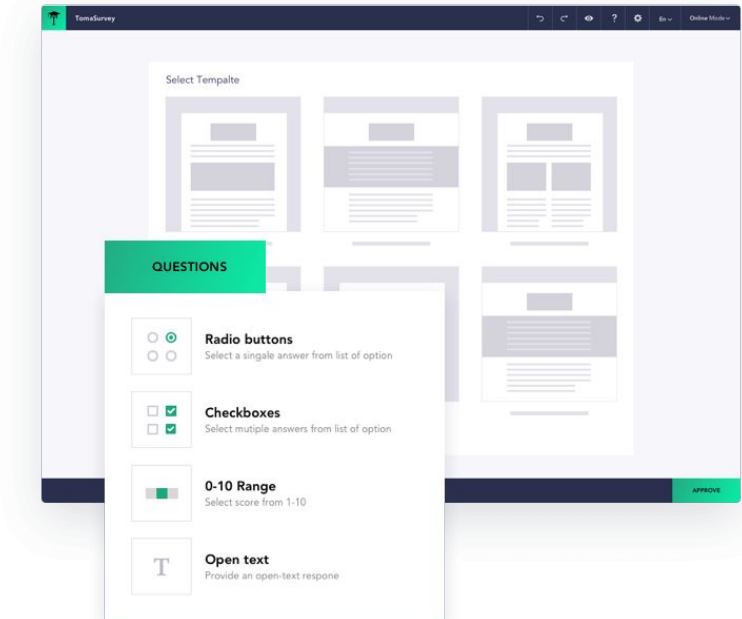 TomaSurvey
? En Online Mode
Select Tempalte
QUESTIONS
Radio buttons
Select a singale answer from list of option
Checkboxes
Select mutiple answers from list of option
0-10 Range
Select score from 1-10
T
Open text
Provide an open-text respone
APPROVE